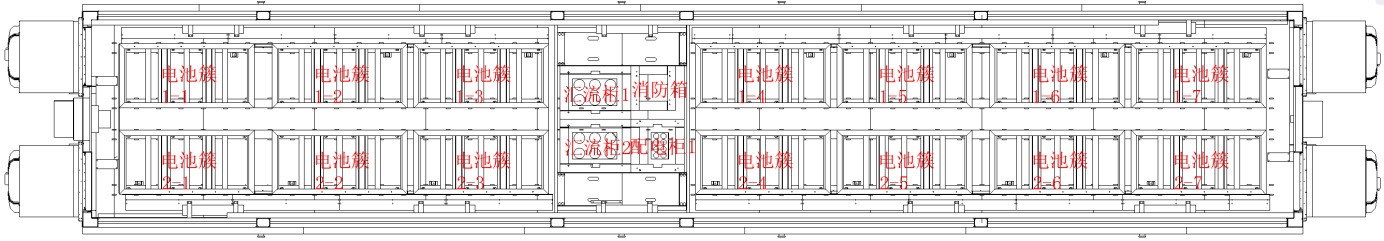 电池簇
1-1
电池簇
1-2
电池簇
1-3
汇流柜1
消防箱
电池簇
1-4
电池簇
1-5
电池簇
1-6
电池簇
1-7
电池簇
2-1
电池簇
2-2
电池簇
2-3
汇流柜2
配电柜1
电池簇
2-4
电池簇
2-5
电池簇
2-6
电池簇
2-7